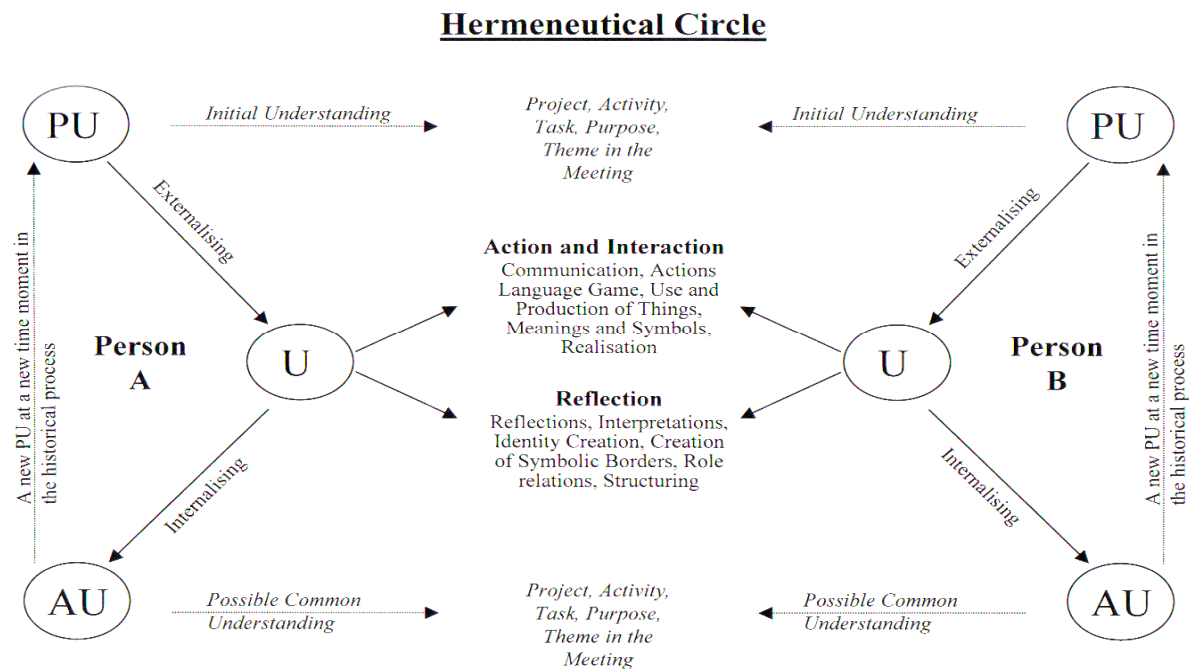 Hermeneutical Circle
PU
Initial Understanding
Project, Activity,
Task, Purpose,
Theme in the
Meeting
Initial Understanding
PU
Externalising
Externalising
A new PU at a new time moment in
the historical process
Person
A
U
Action and Interaction
Communication, Actions
Language Game, Use and
Production of Things,
Meanings and Symbols,
Realisation
Reflection
Reflections, Interpretations,
Identity Creation, Creation
of Symbolic Borders, Role
relations, Structuring
U
Person
B
A new PU at a new time moment in
the historical process
Internalising
Internalising
AU
Possible Common
Understanding
Project, Activity,
Task, Purpose,
Theme in the
Meeting
Possible Common
Understanding
AU